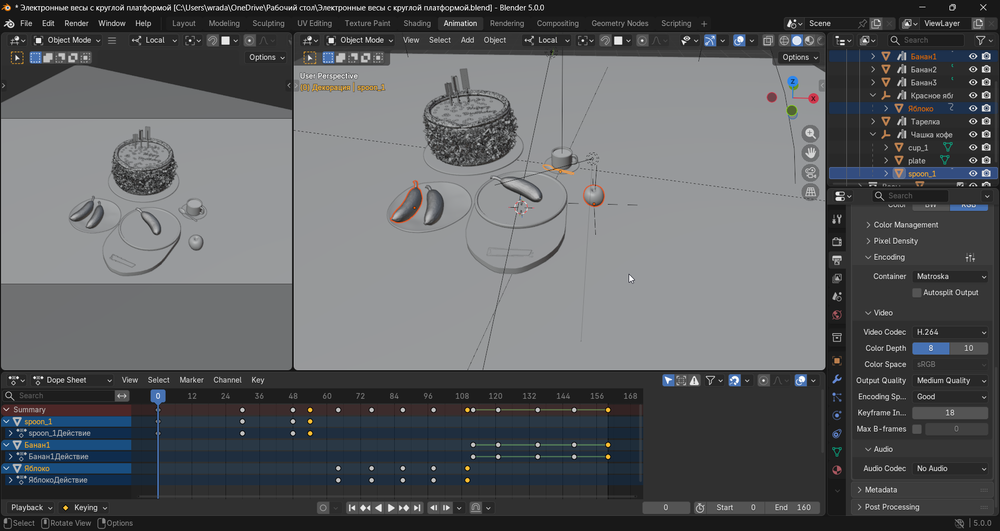 * Электронные весы с круглой платформой [C:\Users\wrada\OneDrive\Рабочий стол\Электронные весы с круглой платформой.blend] - Blender 5.0.0
File Edit Render Window Help Layout Modeling Sculpting UV Editing Texture Paint Shading Animation Rendering Compositing Geometry Nodes Scripting + Scene ViewLayer
Object Mode Local Object Mode View Select Add Object Local Search
Options Options
User Perspective
(0) Декорация | spoon_1
Z
X
Happy
Birthday
Банан1
Банан2
Банан3
Красное ябл
Яблоко
Тарелка
Чашка кофе
cup_1
plate
spoon_1
Search
Color BW RGB
Color Management
Pixel Density
Encoding
Container Matroska
Autosplit Output
Video
Video Codec H.264
Color Depth 8 10
Color Space sRGB
Output Quality Medium Quality
Encoding Sp... Good
Keyframe In... 18
Max B-frames 0
Audio
Audio Codec No Audio
Metadata
Post Processing
Dope Sheet View Select Marker Channel Key
Search 0 12 24 36 48 60 72 84 96 108 120 132 144 156 168
Summary
spoon_1
spoon_1Действие
Банан1
Банан1Действие
Яблоко
ЯблокоДействие
Playback Keying 0 Start 0 End 160
Select Rotate View Options 5.0.0